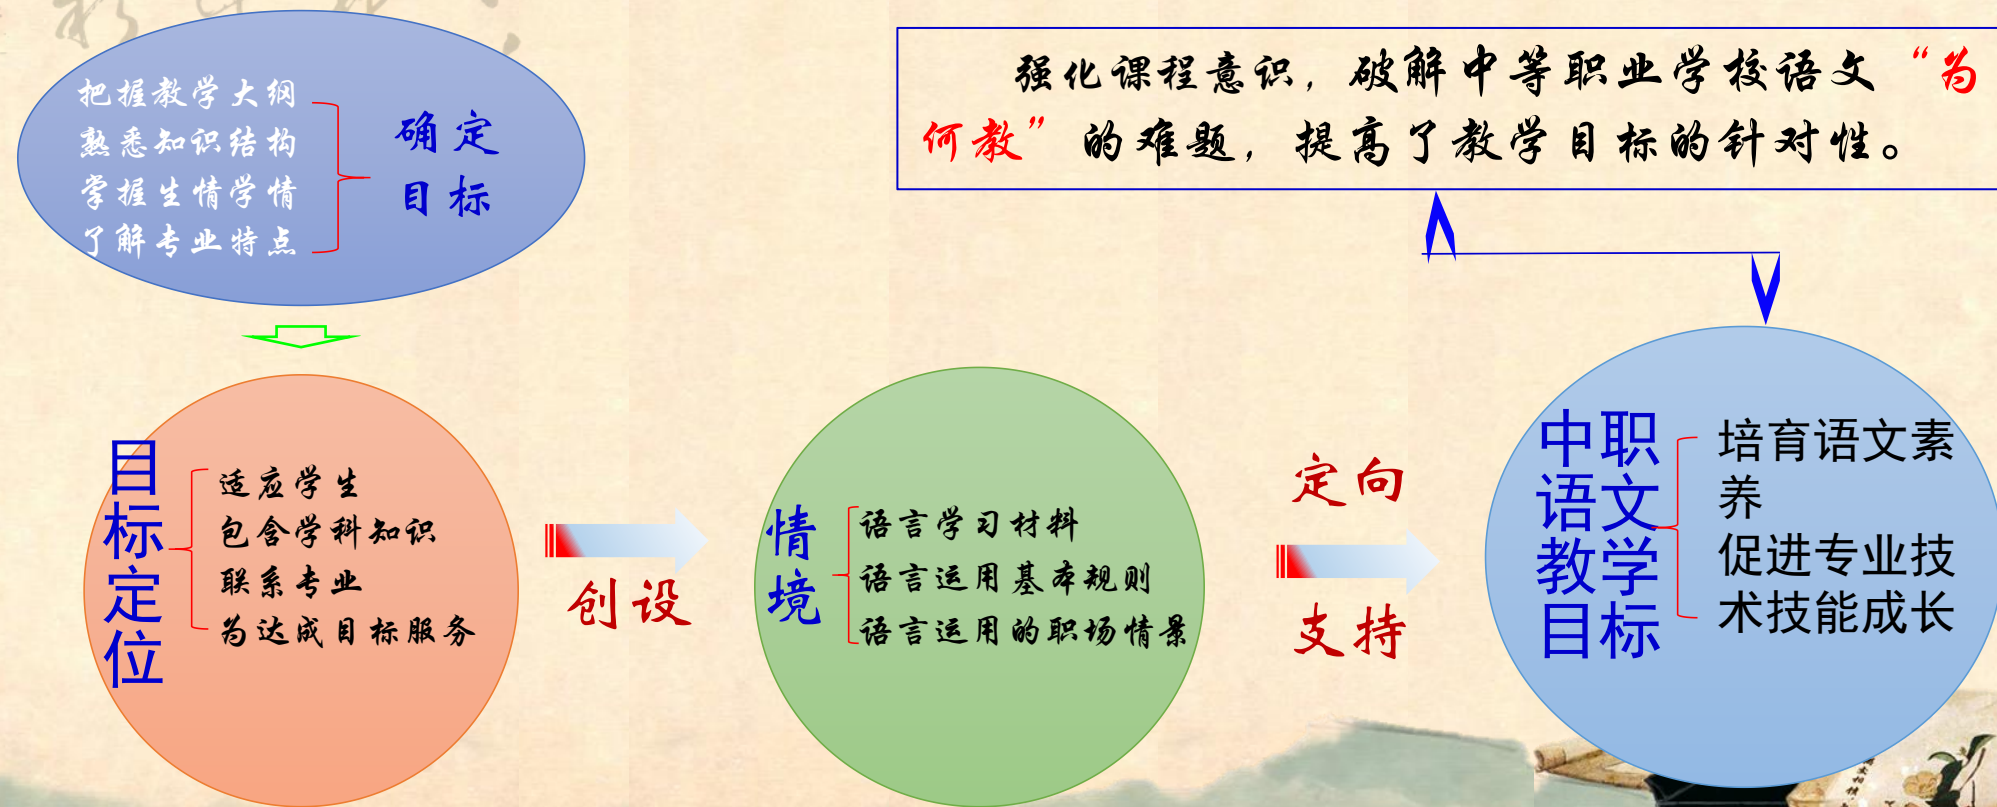 把握教学大纲
熟悉知识结构
掌握生情学情
了解专业特点
确定
目标
强化课程意识，破解中等职业学校语文“为
何教”的难题，提高了教学目标的针对性。
目标定位
适应学生
包含学科知识
联系专业
为达成目标服务
创设
情境
语言学习材料
语言运用基本规则
语言运用的职场情景
定向
支持
中职
语文
教学
目标
培育语文素
养
促进专业技
术技能成长